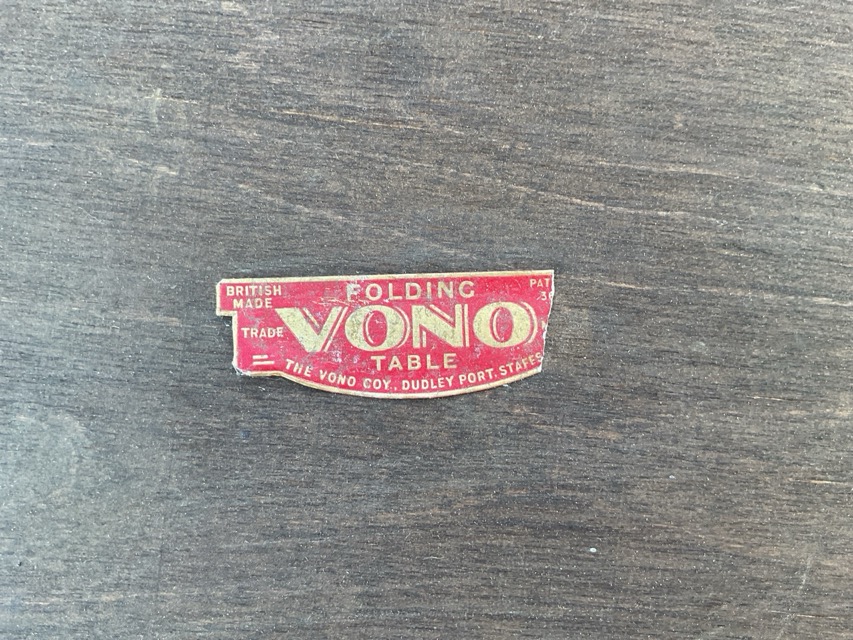 BRITISH MADE
FOLDING
PAT
TRADE
VONO
TABLE
THE VONO COY., DUDLEY PORT. STAFFS